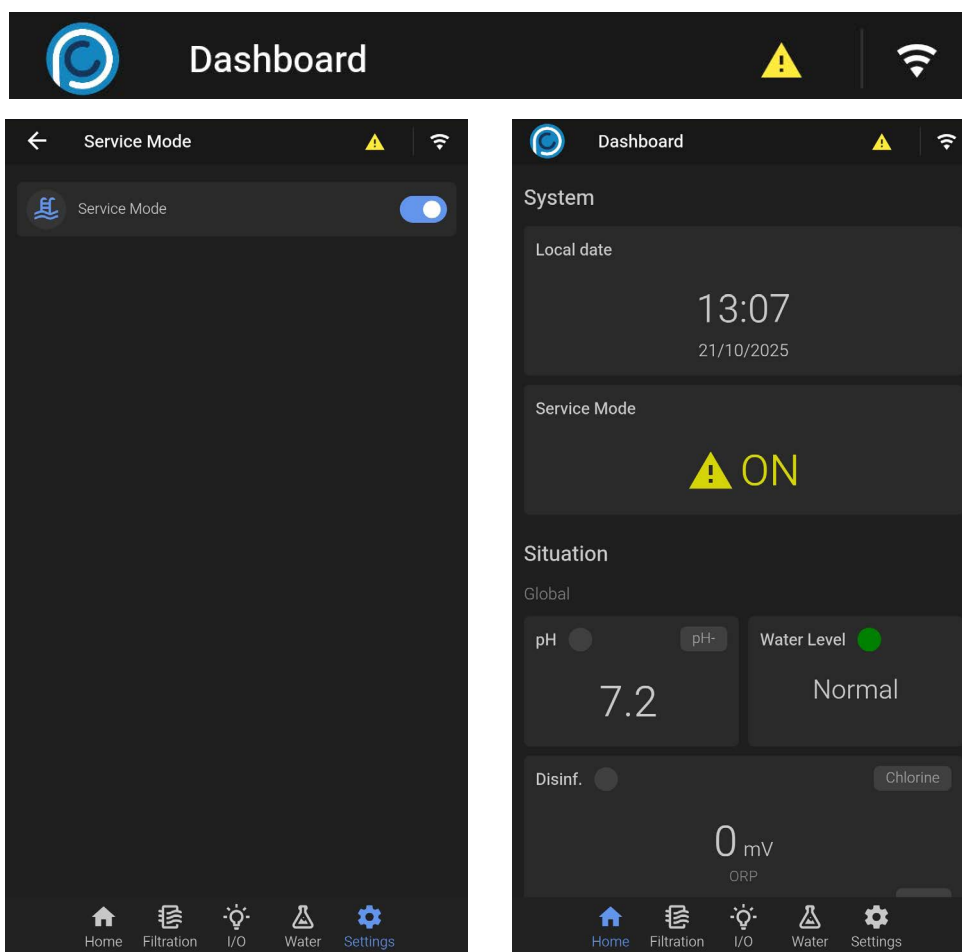 Dashboard
Service Mode
Service Mode
Home Filtration I/O Water Settings
Dashboard
System
Local date
13:07
21/10/2025
Service Mode
ON
Situation
Global
pH pH-
7.2
Water Level
Normal
Disinf. Chlorine
0 mV
ORP
Home Filtration I/O Water Settings